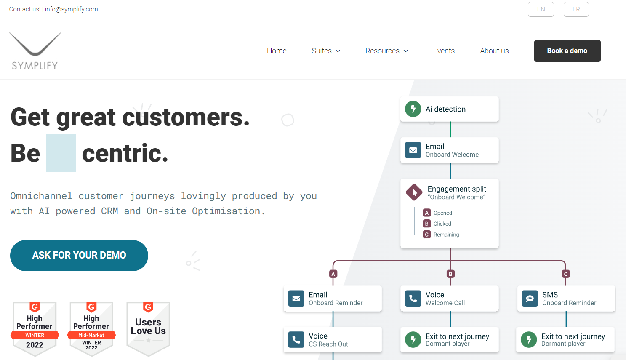 Contact us: info@symplify.com
FR
SYMPLIFY
Home
Suites
Resources
Events
About us
Book a demo
Get great customers.
Be centric.
Omnichannel customer journeys lovingly produced by you
with AI powered CRM and On-site Optimisation.
ASK FOR YOUR DEMO
High
Performer
WINTER
2022
High
Performer
Mid-Market
WINTER
2022
Users
Love Us
Ai detection
Email
Onboard Welcome
Engagement split
"Onboard Welcome"
A Opened
B Clicked
C Remaining
A
B
C
Email
Onboard Reminder
Voice
Welcome Call
SMS
Onboard Reminder
Voice
CS Reach Out
Exit to next journey
Dormant player
Exit to next journey
Dormant player